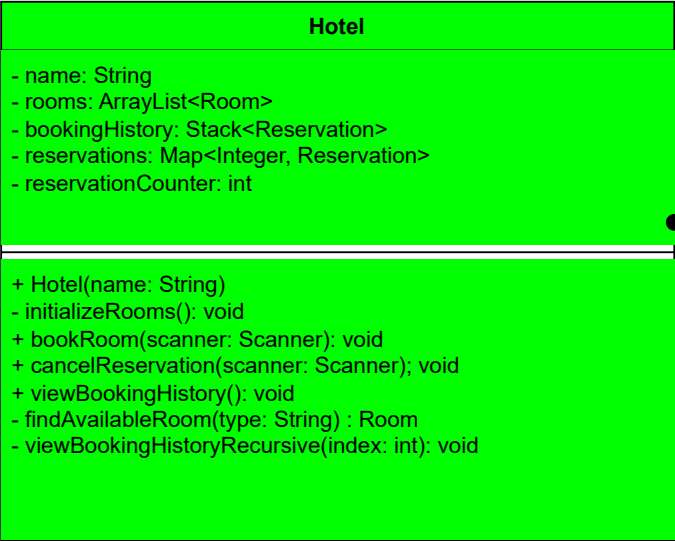 Hotel
- name: String
- rooms: ArrayList<Room>
- bookingHistory: Stack<Reservation>
- reservations: Map<Integer, Reservation>
- reservationCounter: int
+ Hotel(name: String)
- initializeRooms(): void
+ bookRoom(scanner: Scanner): void
+ cancelReservation(scanner: Scanner); void
+ viewBookingHistory(): void
- findAvailableRoom(type: String) : Room
- viewBookingHistoryRecursive(index: int): void